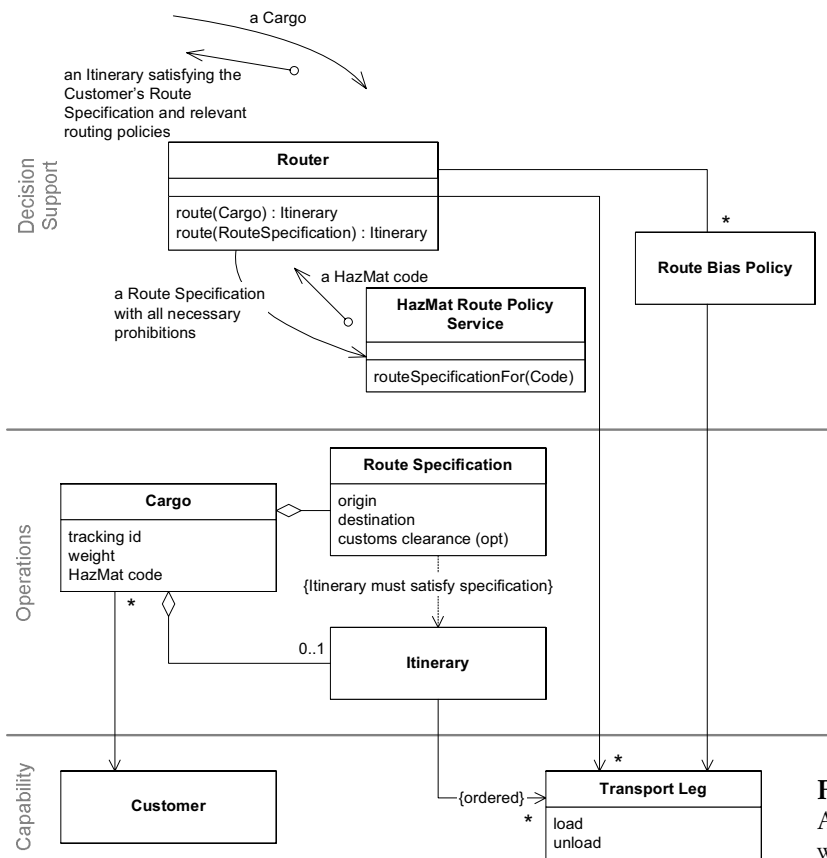 a Cargo
an Itinerary satisfying the
Customer's Route
Specification and relevant
routing policies
Decision
Support
Router
route(Cargo) : Itinerary
route(RouteSpecification) : Itinerary
*
Route Bias Policy
a HazMat code
a Route Specification
with all necessary
prohibitions
HazMat Route Policy
Service
routeSpecificationFor(Code)
Operations
Route Specification
origin
destination
customs clearance (opt)
Cargo
tracking id
weight
HazMat code
*
{Itinerary must satisfy specification}
0..1
Itinerary
Capability
Customer
{ordered}
*
*
Transport Leg
load
unload